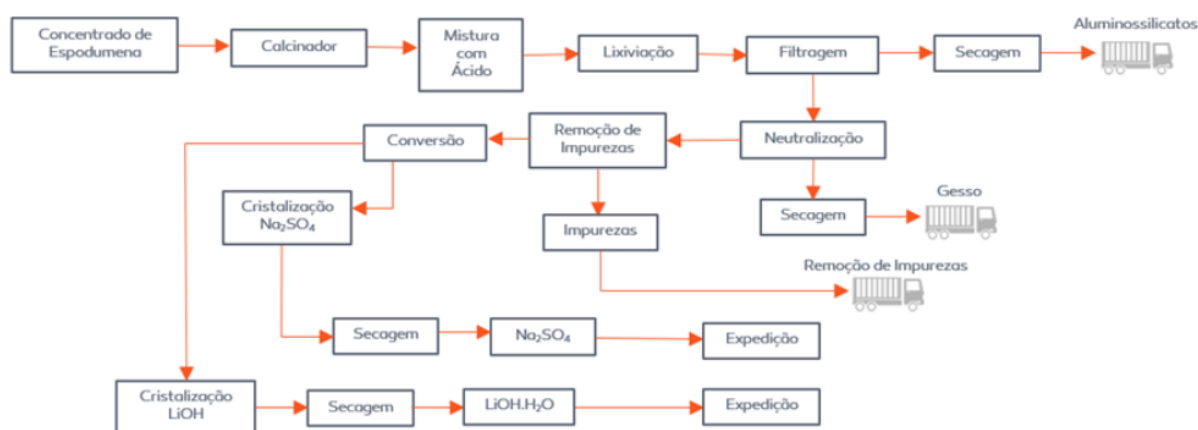 Concentrado de
Espodumena
Calcinador
Mistura
com
Ácido
Lixiviação
Filtragem
Secagem
Aluminossilicatos
Conversão
Remoção de
Impurezas
Neutralização
Cristalização
Na₂SO₄
Impurezas
Secagem
Gesso
Remoção de Impurezas
Secagem
Na₂SO₄
Expedição
Cristalização
LiOH
Secagem
LiOH.H₂O
Expedição